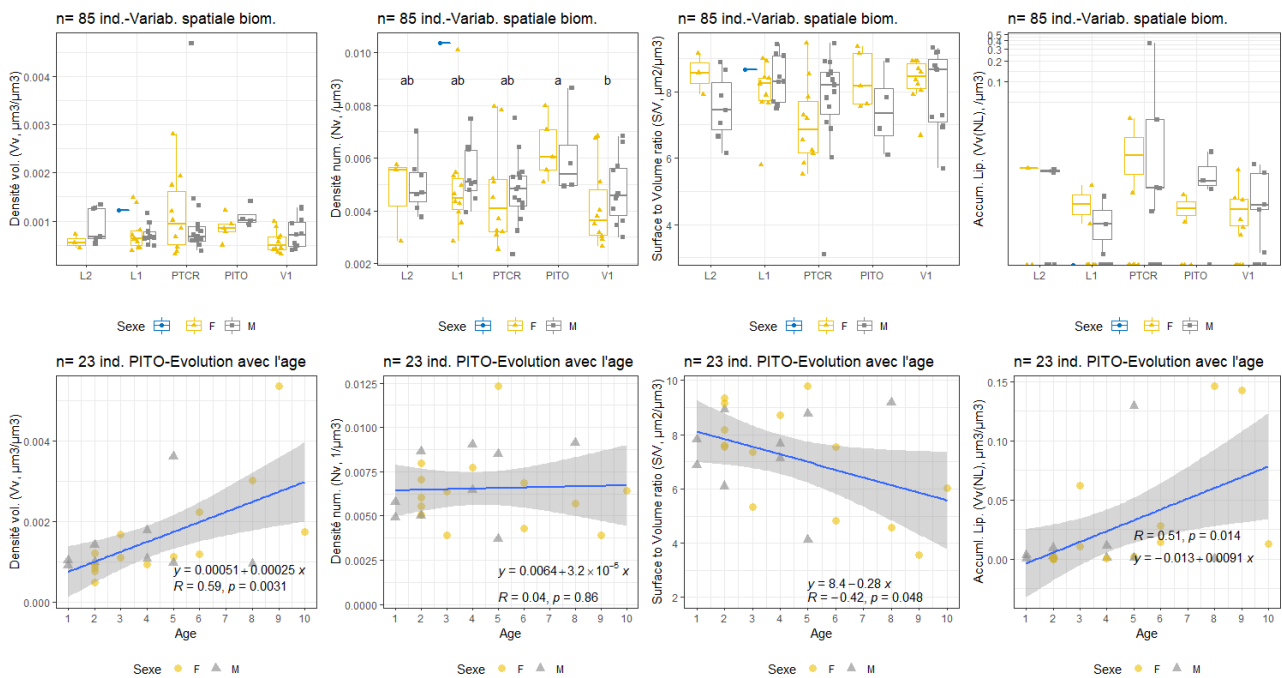 n= 85 ind.-Variab. spatiale biom.
Densité vol. (Vv, µm3/µm3)
0.004
0.003
0.002
0.001
L2 L1 PTCR PITO V1
Sexe F M
n= 85 ind.-Variab. spatiale biom.
Densité num. (Nv, /µm3)
0.010
0.008
0.006
0.004
0.002
ab ab ab a b
L2 L1 PTCR PITO V1
Sexe F M
n= 85 ind.-Variab. spatiale biom.
Surface to Volume ratio (S/V, µm2/µm3)
8
6
4
L2 L1 PTCR PITO V1
Sexe F M
n= 85 ind.-Variab. spatiale biom.
Accum. Lip. (Vv(NL), /µm3)
0.5
0.4
0.3
0.1
L2 L1 PTCR PITO V1
Sexe F M
n= 23 ind. PITO-Evolution avec l'age
Densité vol. (Vv, µm3/µm3)
0.004
0.002
0.000
y = 0.00051+0.00025 x
R = 0.59, p = 0.0031
1 2 3 4 5 6 7 8 9 10
Age
Sexe F M
n= 23 ind. PITO-Evolution avec l'age
Densité num. (Nv, 1/µm3)
0.0125
0.0100
0.0075
0.0050
0.0025
0.0000
y = 0.0064+3.2×10⁻⁵ x
R = 0.04, p = 0.86
1 2 3 4 5 6 7 8 9 10
Age
Sexe F M
n= 23 ind. PITO-Evolution avec l'age
Surface to Volume ratio (S/V, µm2/µm3)
10
8
6
4
2
y = 8.4−0.28 x
R = −0.42, p = 0.048
1 2 3 4 5 6 7 8 9 10
Age
Sexe F M
n= 23 ind. PITO-Evolution avec l'age
Accuml. Lip. (Vv(NL), µm3/µm3)
0.15
0.10
0.05
0.00
R = 0.51, p = 0.014
y = −0.013+0.0091 x
1 2 3 4 5 6 7 8 9 10
Age
Sexe F M